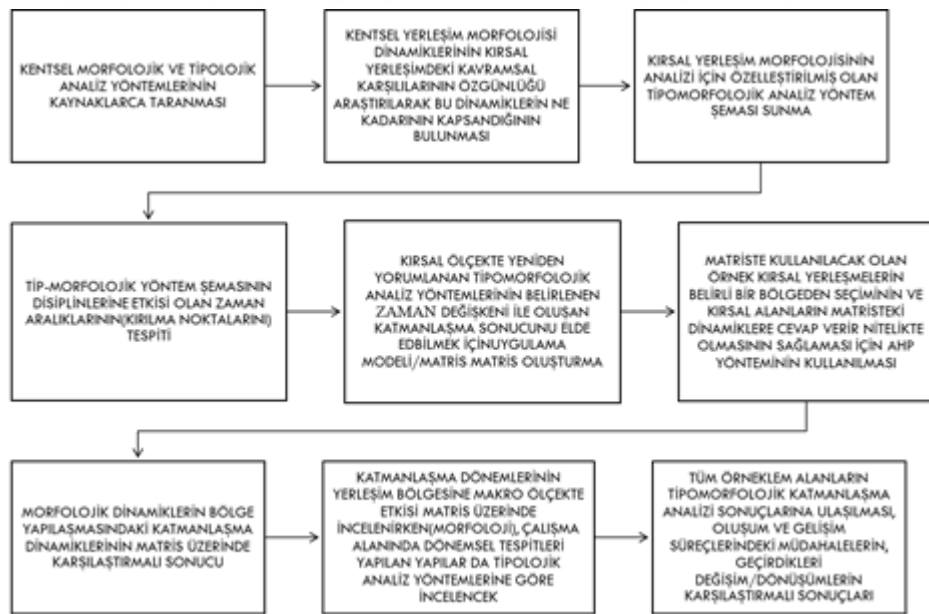 KENTSEL MORFOLOJİK VE TİPOLOJİK
ANALİZ YÖNTEMLERİNİN
KAYNAKLARCA TARANMASI
KENTSEL YERLEŞİM MORFOLOJİSİ
DİNAMİKLERİNİN KIRSAL
YERLEŞİMDEKİ KAVRAMSAL
KARŞILILARININ ÖZGÜNLÜĞÜ
ARAŞTIRILARAK BU DİNAMİKLERİN NE
KADARININ KAPSANDIĞININ
BULUNMASI
KIRSAL YERLEŞİM MORFOLOJİSİNİN
ANALİZİ İÇİN ÖZELLEŞTİRİLMİŞ OLAN
TİPOMORFOLOJİK ANALİZ YÖNTEM
ŞEMASI SUNMA
TİP-MORFOLOJİK YÖNTEM ŞEMASININ
DİSİPLİNLERİNE ETKİSİ OLAN ZAMAN
ARALIKLARININ(KIRILMA NOKTALARINI)
TESPİTİ
KIRSAL ÖLÇEKTE YENİDEN
YORUMLANAN TİPOMORFOLOJİK
ANALİZ YÖNTEMLERİNİN BELİRLENEN
ZAMAN DEĞİŞKENİ İLE OLUŞAN
KATMANLAŞMA SONUCUNU ELDE
EDBİLMEK İÇİNUYGULAMA
MODELİ/MATRİS MATRİS OLUŞTURMA
MATRİSTE KULLANILACAK OLAN
ÖRNEK KIRSAL YERLEŞMELERİN
BELİRLİ BİR BÖLGEDEN SEÇİMİNİN VE
KIRSAL ALANLARIN MATRİSTEKİ
DİNAMİKLERE CEVAP VERİR NİTELİKTE
OLMASININ SAĞLAMASI İÇİN AHP
YÖNTEMİNİN KULLANILMASI
MORFOLOJİK DİNAMİKLERİN BÖLGE
YAPILAŞMASINDAKİ KATMANLAŞMA
DİNAMİKLERİNİN MATRİS ÜZERİNDE
KARŞILAŞTIRMALI SONUCU
KATMANLAŞMA DÖNEMLERİNİN
YERLEŞİM BÖLGESİNE MAKRO ÖLÇEKTE
ETKİSİ MATRİS ÜZERİNDE
İNCELENİRKEN(MORFOLOJİ), ÇALIŞMA
ALANINDA DÖNEMSEL TESPİTLERİ
YAPILAN YAPILAR DA TİPOLOJİK
ANALİZ YÖNTEMLERİNE GÖRE
İNCELENCEK
TÜM ÖRNEKLEM ALANLARIN
TİPOMORFOLOJİK KATMANLAŞMA
ANALİZİ SONUÇLARINA ULAŞILMASI,
OLUŞUM VE GELİŞİM
SÜREÇLERİNDEKİ MÜDAHALELERİN,
GEÇİRDİKLERİ
DEĞİŞİM/DÖNÜŞÜMLERİN
KARŞILAŞTIRMALI SONUÇLARI